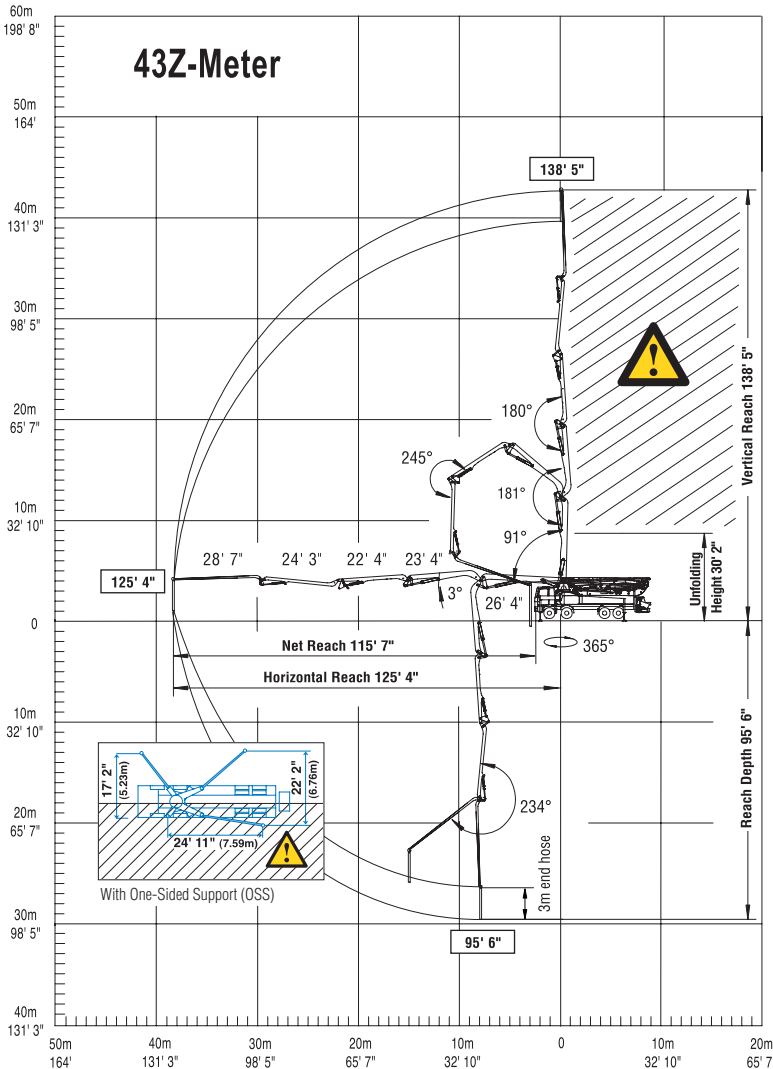 60m
198' 8"
43Z-Meter
50m
164'
138' 5"
40m
131' 3"
30m
98' 5"
Vertical Reach 138' 5"
!
20m
65' 7"
180°
245°
181°
10m
32' 10"
91°
Unfolding
Height 30' 2"
28' 7"
24' 3"
22' 4"
23' 4"
125' 4"
3°
26' 4"
0
Net Reach 115' 7"
365°
Horizontal Reach 125' 4"
10m
32' 10"
Reach Depth 95' 6"
17' 2"
(5.23m)
22' 2"
(6.76m)
234°
20m
65' 7"
24' 11" (7.59m)
!
With One-Sided Support (OSS)
3m end hose
30m
98' 5"
95' 6"
40m
131' 3"
50m 40m 30m 20m 10m 0 10m 20m
164' 131' 3" 98' 5" 65' 7" 32' 10" 32' 10" 65' 7